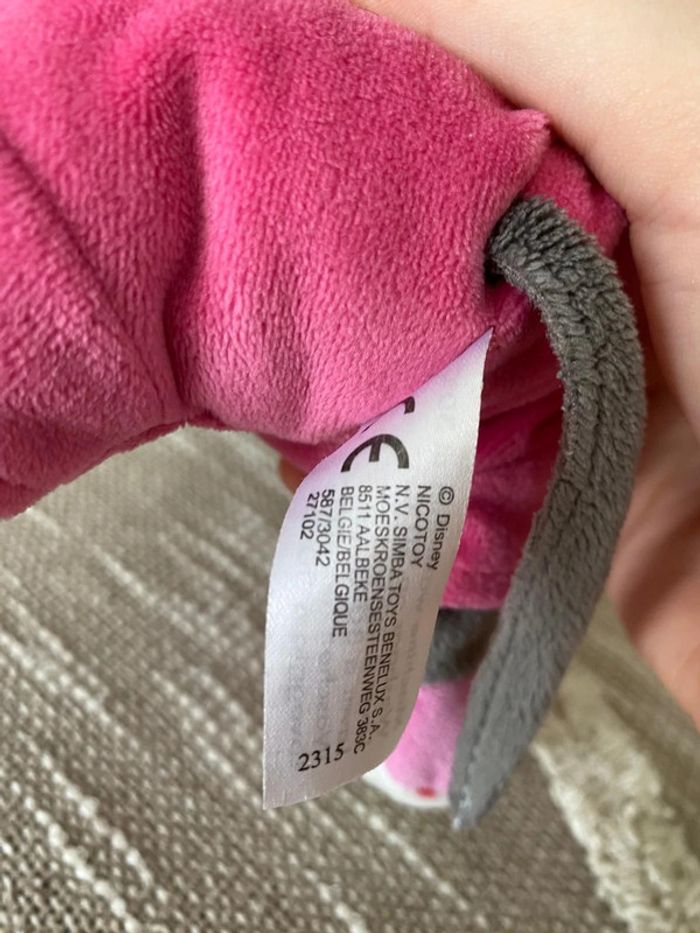 CE
© Disney
NICOTOY
N.V. SIMBA TOYS BENELUX S.A.
MOESKROENSESTEENWEG 383C
8511 AALBEKE
BELGIE/BELGIQUE
587/3042
27102
2315